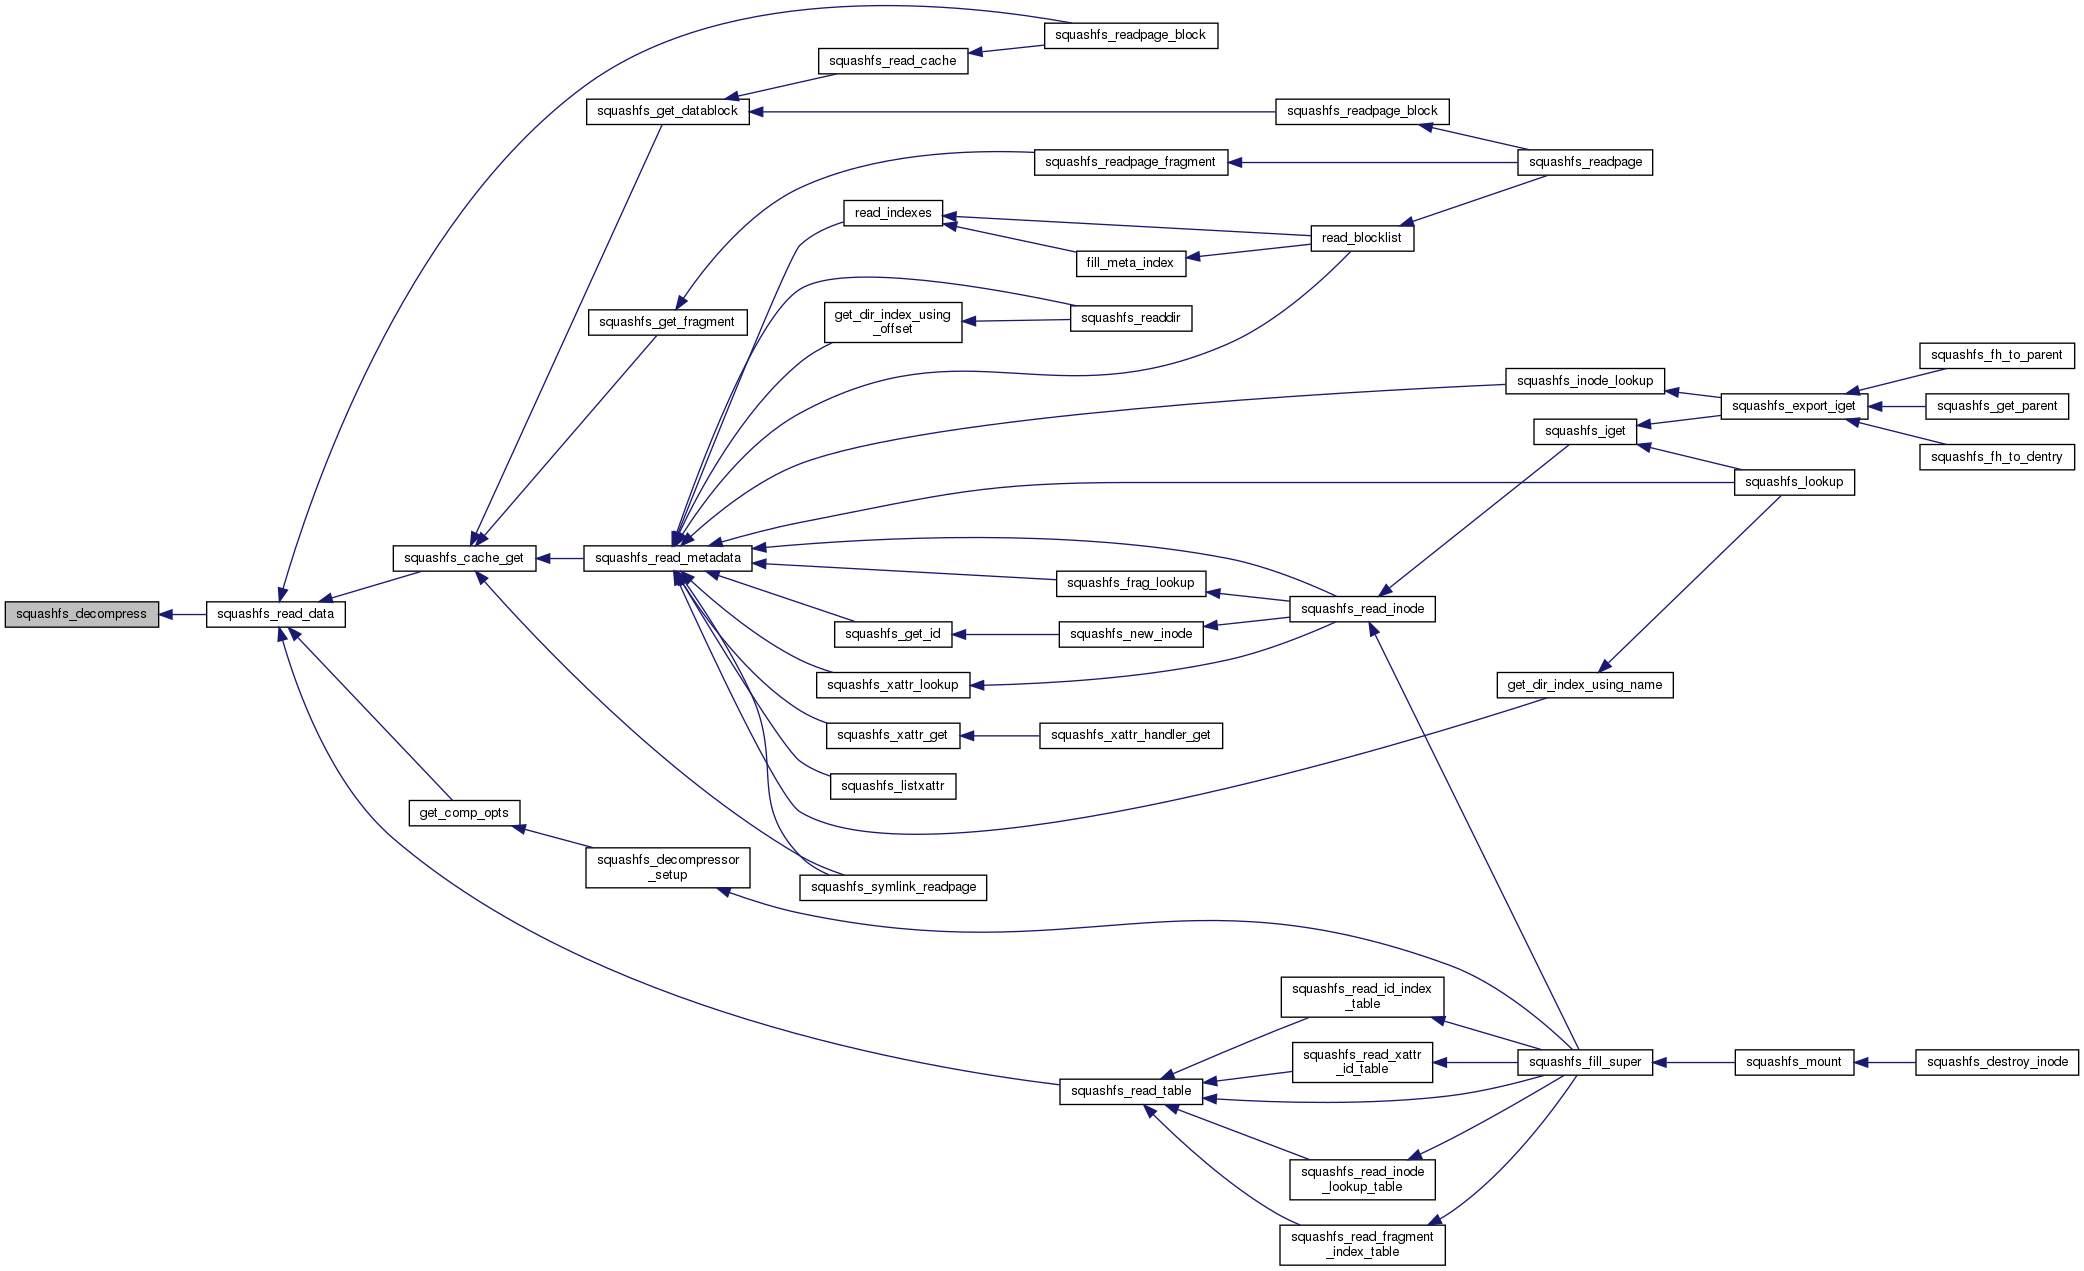 squashfs_readpage_block
squashfs_read_cache
squashfs_get_datablock
squashfs_readpage_block
squashfs_readpage_fragment
squashfs_readpage
read_indexes
read_blocklist
fill_meta_index
squashfs_get_fragment
get_dir_index_using
_offset
squashfs_readdir
squashfs_fh_to_parent
squashfs_inode_lookup
squashfs_export_iget
squashfs_get_parent
squashfs_iget
squashfs_fh_to_dentry
squashfs_lookup
squashfs_cache_get
squashfs_read_metadata
squashfs_frag_lookup
squashfs_decompress
squashfs_read_data
squashfs_read_inode
squashfs_get_id
squashfs_new_inode
squashfs_xattr_lookup
get_dir_index_using_name
squashfs_xattr_get
squashfs_xattr_handler_get
squashfs_listxattr
get_comp_opts
squashfs_decompressor
_setup
squashfs_symlink_readpage
squashfs_read_id_index
_table
squashfs_read_xattr
_id_table
squashfs_fill_super
squashfs_mount
squashfs_destroy_inode
squashfs_read_table
squashfs_read_inode
_lookup_table
squashfs_read_fragment
_index_table